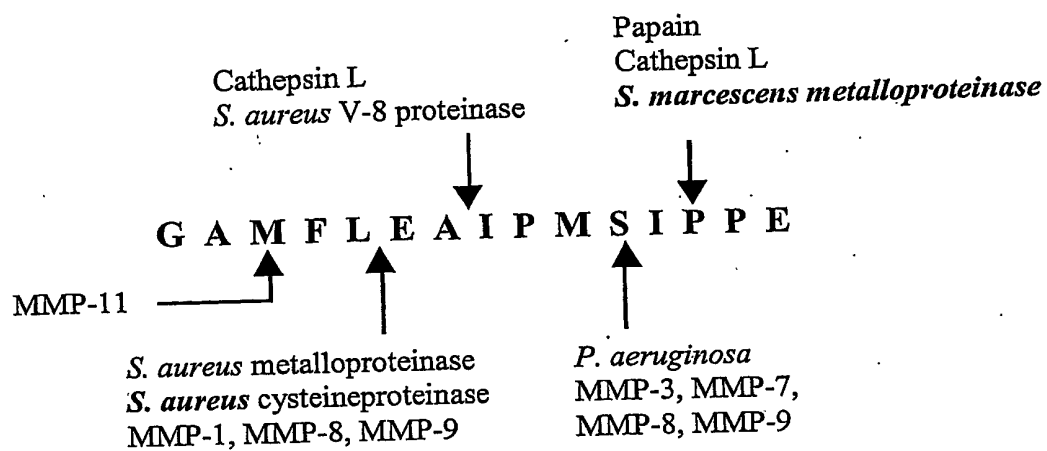 Papain
Cathepsin L
S. marcescens metalloproteinase
Cathepsin L
S. aureus V-8 proteinase
G A M F L E A I P M S I P P E
MMP-11
S. aureus metalloproteinase
S. aureus cysteineproteinase
MMP-1, MMP-8, MMP-9
P. aeruginosa
MMP-3, MMP-7,
MMP-8, MMP-9